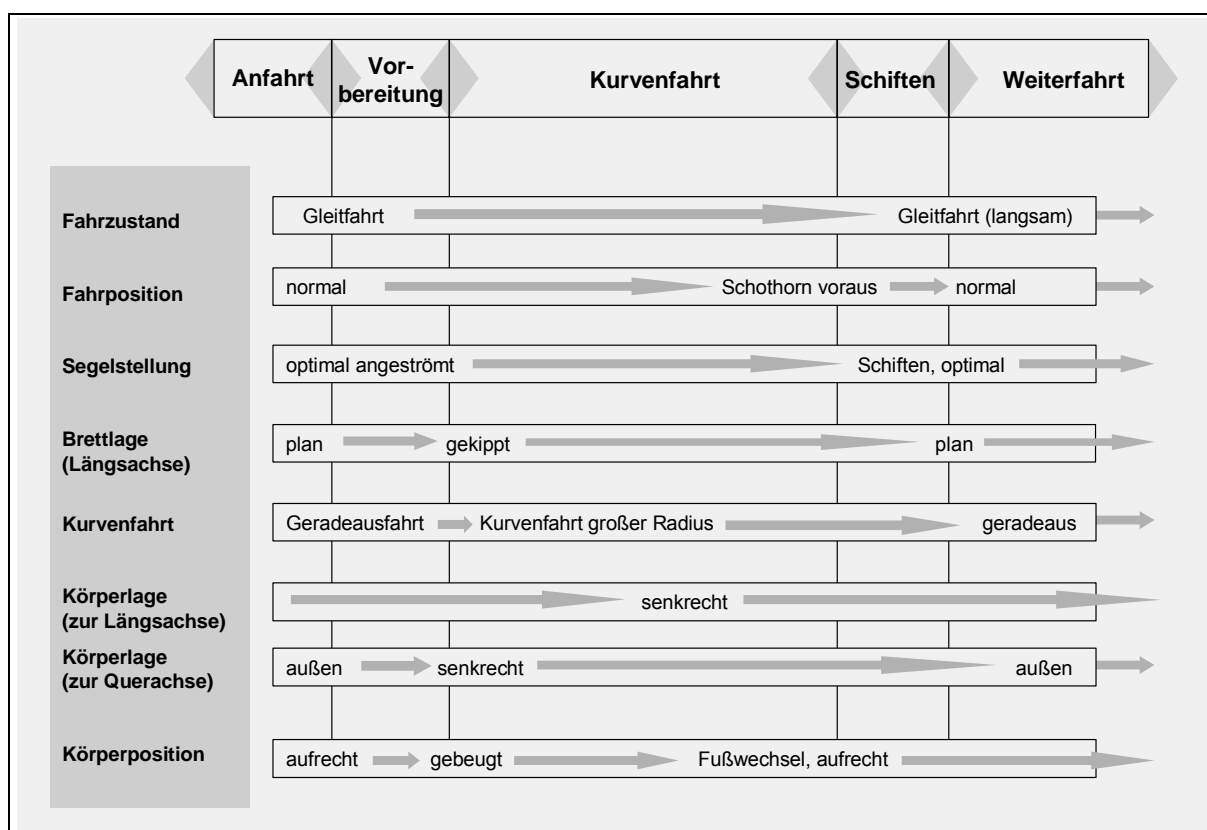 Anfahrt
Vor-
bereitung
Kurvenfahrt
Schiften
Weiterfahrt
Fahrzustand
Gleitfahrt
Gleitfahrt (langsam)
Fahrposition
normal
Schothorn voraus
normal
Segelstellung
optimal angeströmt
Schiften, optimal
Brettlage
(Längsachse)
plan
gekippt
plan
Kurvenfahrt
Geradeausfahrt
Kurvenfahrt großer Radius
geradeaus
Körperlage
(zur Längsachse)
senkrecht
Körperlage
(zur Querachse)
außen
senkrecht
außen
Körperposition
aufrecht
gebeugt
Fußwechsel, aufrecht